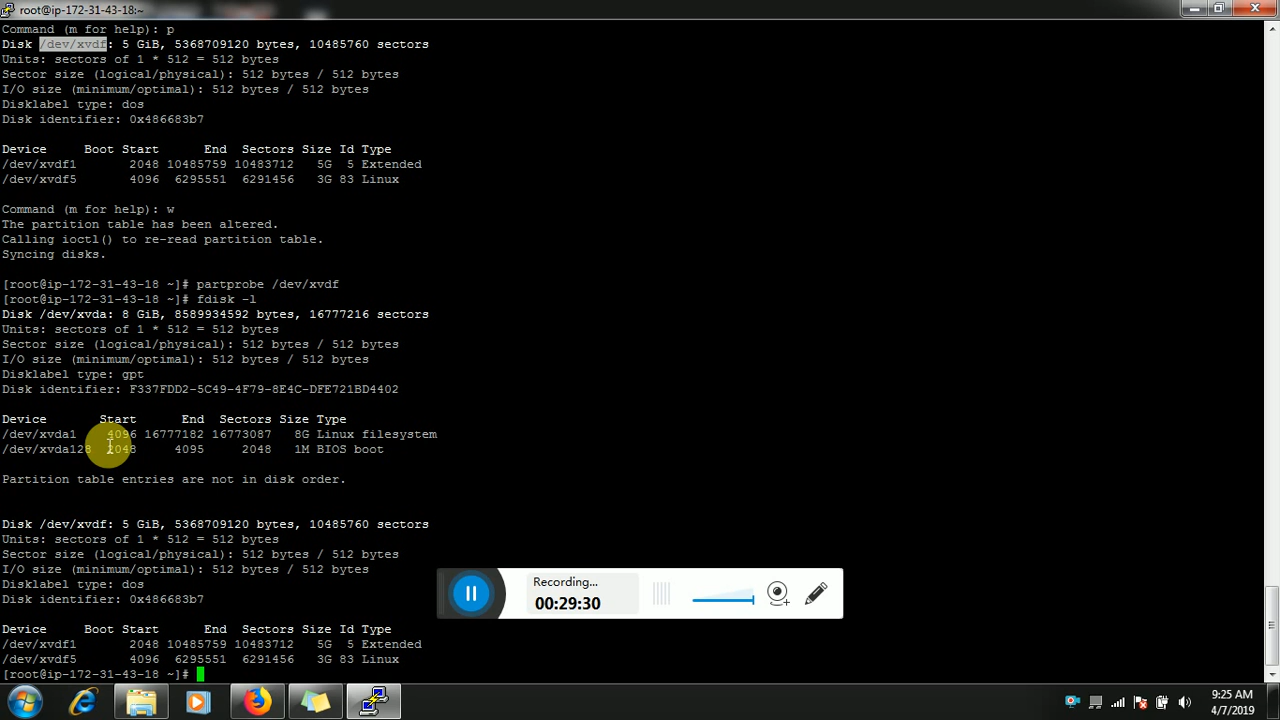 root@ip-172-31-43-18:~
Command (m for help): p
Disk /dev/xvdf: 5 GiB, 5368709120 bytes, 10485760 sectors
Units: sectors of 1 * 512 = 512 bytes
Sector size (logical/physical): 512 bytes / 512 bytes
I/O size (minimum/optimal): 512 bytes / 512 bytes
Disklabel type: dos
Disk identifier: 0x486683b7
Device Boot Start End Sectors Size Id Type
/dev/xvdf1 2048 10485759 10483712 5G 5 Extended
/dev/xvdf5 4096 6295551 6291456 3G 83 Linux
Command (m for help): w
The partition table has been altered.
Calling ioctl() to re-read partition table.
Syncing disks.
[root@ip-172-31-43-18 ~]# partprobe /dev/xvdf
[root@ip-172-31-43-18 ~]# fdisk -l
Disk /dev/xvda: 8 GiB, 8589934592 bytes, 16777216 sectors
Units: sectors of 1 * 512 = 512 bytes
Sector size (logical/physical): 512 bytes / 512 bytes
I/O size (minimum/optimal): 512 bytes / 512 bytes
Disklabel type: gpt
Disk identifier: F337FDD2-5C49-4F79-8E4C-DFE721BD4402
Device Start End Sectors Size Type
/dev/xvda1 4096 16777182 16773087 8G Linux filesystem
/dev/xvda128 2048 4095 2048 1M BIOS boot
Partition table entries are not in disk order.
Disk /dev/xvdf: 5 GiB, 5368709120 bytes, 10485760 sectors
Units: sectors of 1 * 512 = 512 bytes
Sector size (logical/physical): 512 bytes / 512 bytes
I/O size (minimum/optimal): 512 bytes / 512 bytes
Disklabel type: dos
Disk identifier: 0x486683b7
Recording...
00:29:30
Device Boot Start End Sectors Size Id Type
/dev/xvdf1 2048 10485759 10483712 5G 5 Extended
/dev/xvdf5 4096 6295551 6291456 3G 83 Linux
[root@ip-172-31-43-18 ~]#
9:25 AM
4/7/2019